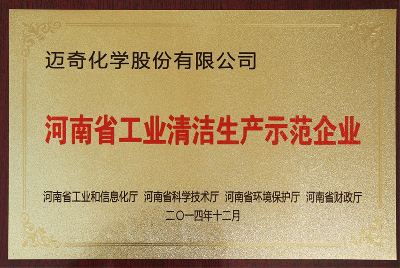 迈奇化学股份有限公司
河南省工业清洁生产示范企业
河南省工业和信息化厅 河南省科学技术厅 河南省环境保护厅 河南省财政厅
二〇一四年十二月